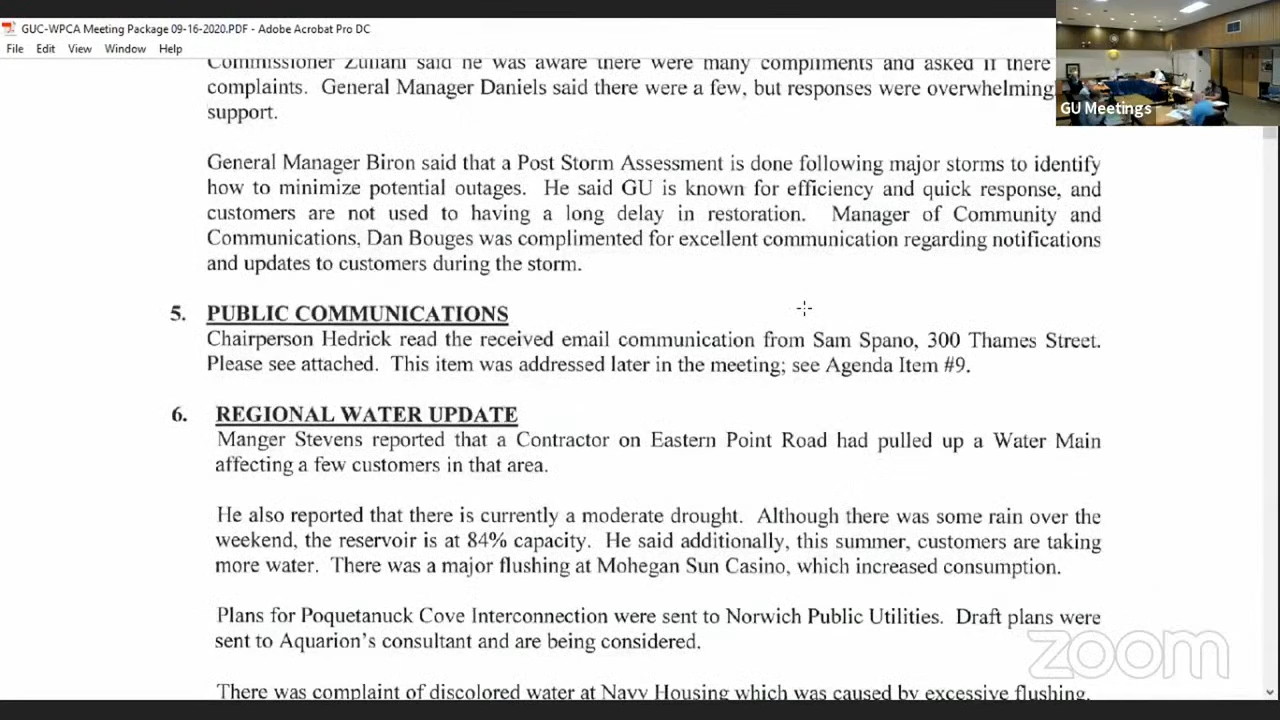 GUC-WPCA Meeting Package 09-16-2020.PDF - Adobe Acrobat Pro DC
File Edit View Window Help
Commissioner Zuliani said he was aware there were many compliments and asked if there
complaints. General Manager Daniels said there were a few, but responses were overwhelming
support.
GU Meetings
General Manager Biron said that a Post Storm Assessment is done following major storms to identify
how to minimize potential outages. He said GU is known for efficiency and quick response, and
customers are not used to having a long delay in restoration. Manager of Community and
Communications, Dan Bouges was complimented for excellent communication regarding notifications
and updates to customers during the storm.
5. PUBLIC COMMUNICATIONS
Chairperson Hedrick read the received email communication from Sam Spano, 300 Thames Street.
Please see attached. This item was addressed later in the meeting; see Agenda Item #9.
6. REGIONAL WATER UPDATE
Manger Stevens reported that a Contractor on Eastern Point Road had pulled up a Water Main
affecting a few customers in that area.
He also reported that there is currently a moderate drought. Although there was some rain over the
weekend, the reservoir is at 84% capacity. He said additionally, this summer, customers are taking
more water. There was a major flushing at Mohegan Sun Casino, which increased consumption.
Plans for Poquetanuck Cove Interconnection were sent to Norwich Public Utilities. Draft plans were
sent to Aquarion's consultant and are being considered.
There was complaint of discolored water at Navy Housing which was caused by excessive flushing.
zoom